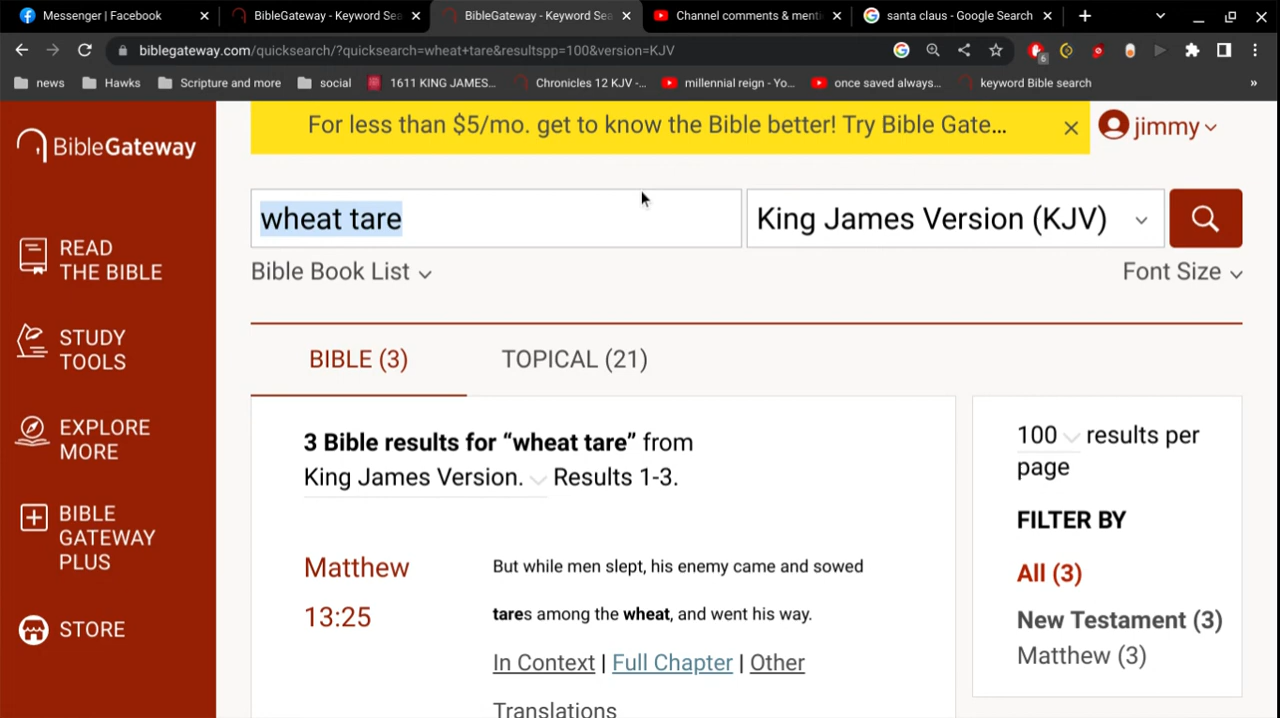 Messenger | Facebook
BibleGateway - Keyword Sea
BibleGateway - Keyword Sea
Channel comments & menti
santa claus - Google Search
biblegateway.com/quicksearch/?quicksearch=wheat+tare&resultspp=100&version=KJV
6
news
Hawks
Scripture and more
social
1611 KING JAMES...
Chronicles 12 KJV -...
millennial reign - Yo...
once saved always...
keyword Bible search
»
BibleGateway
For less than $5/mo. get to know the Bible better! Try Bible Gate...
jimmy
wheat tare
King James Version (KJV)
Bible Book List
Font Size
READ
THE BIBLE
STUDY
TOOLS
EXPLORE
MORE
BIBLE
GATEWAY
PLUS
STORE
BIBLE (3)
TOPICAL (21)
3 Bible results for “wheat tare” from
King James Version. Results 1-3.
Matthew
13:25
But while men slept, his enemy came and sowed
tares among the wheat, and went his way.
In Context | Full Chapter | Other
Translations
100 results per
page
FILTER BY
All (3)
New Testament (3)
Matthew (3)